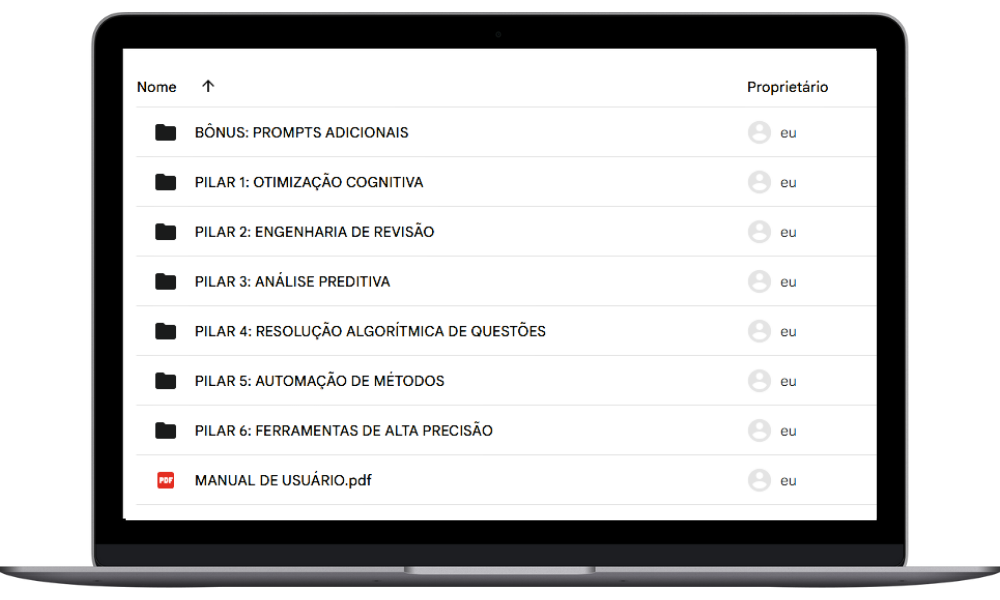 Nome ↑ Proprietário
BÔNUS: PROMPTS ADICIONAIS eu
PILAR 1: OTIMIZAÇÃO COGNITIVA eu
PILAR 2: ENGENHARIA DE REVISÃO eu
PILAR 3: ANÁLISE PREDITIVA eu
PILAR 4: RESOLUÇÃO ALGORÍTMICA DE QUESTÕES eu
PILAR 5: AUTOMAÇÃO DE MÉTODOS eu
PILAR 6: FERRAMENTAS DE ALTA PRECISÃO eu
PDF MANUAL DE USUÁRIO.pdf eu